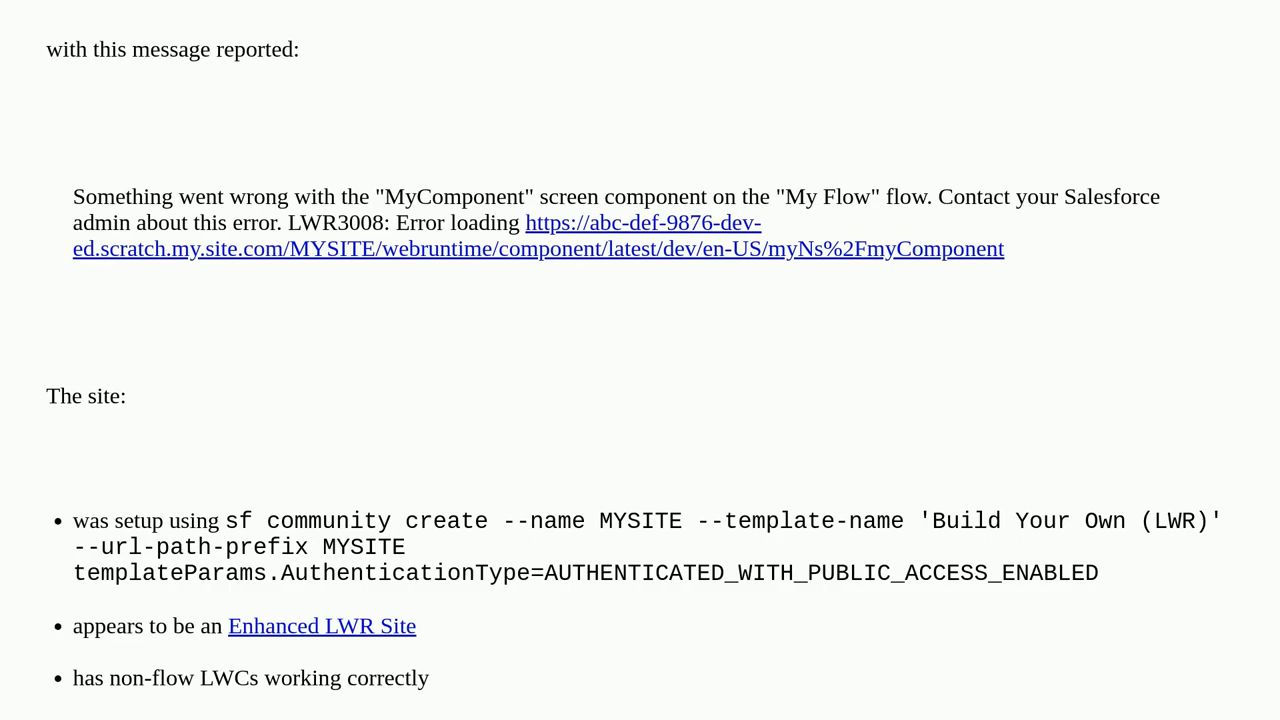 with this message reported:
Something went wrong with the "MyComponent" screen component on the "My Flow" flow. Contact your Salesforce
admin about this error. LWR3008: Error loading https://abc-def-9876-dev-
ed.scratch.my.site.com/MYSITE/webruntime/component/latest/dev/en-US/myNs%2FmyComponent
The site:
• was setup using sf community create --name MYSITE --template-name 'Build Your Own (LWR)'
--url-path-prefix MYSITE
templateParams.AuthenticationType=AUTHENTICATED_WITH_PUBLIC_ACCESS_ENABLED
• appears to be an Enhanced LWR Site
• has non-flow LWCs working correctly